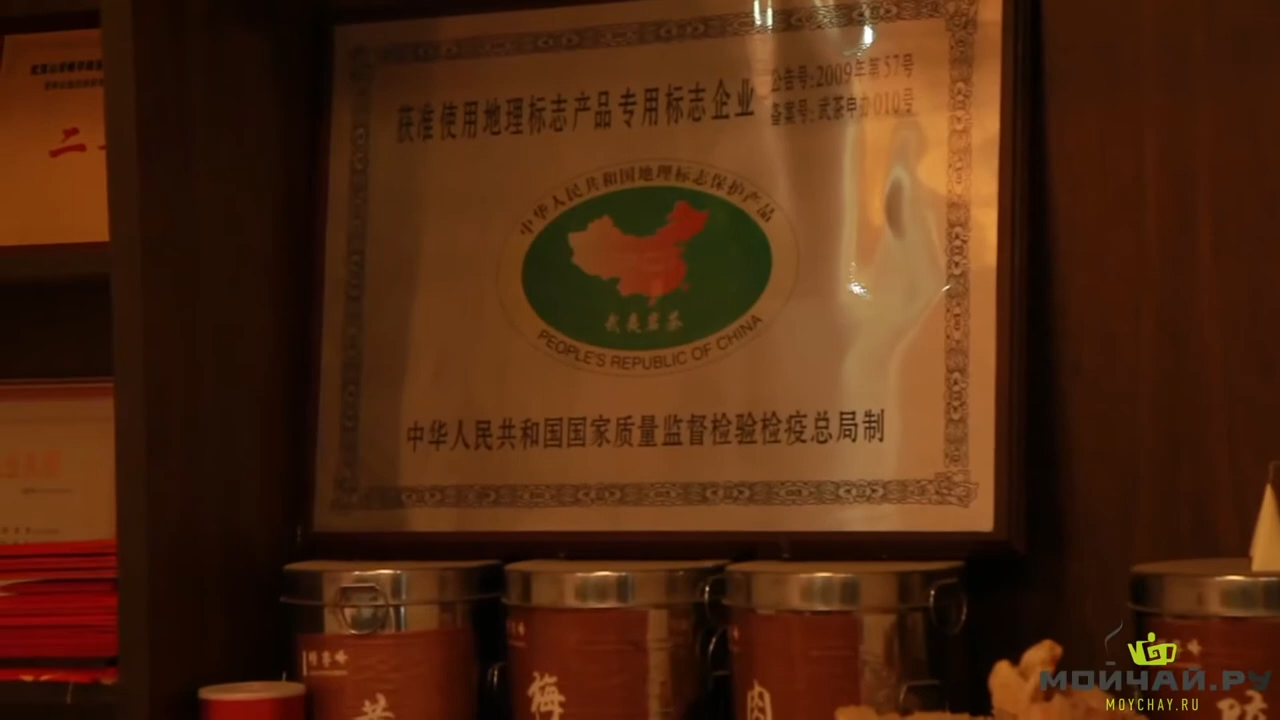 获准使用地理标志产品专用标志企业
公告号:2009年第57号
备案号:武茶申办010号
中华人民共和国地理标志保护产品
武夷岩茶
PEOPLE'S REPUBLIC OF CHINA
中华人民共和国国家质量监督检验检疫总局制
二
梅
肉
МОЙЧАЙ.РУ
MOYCHAY.RU